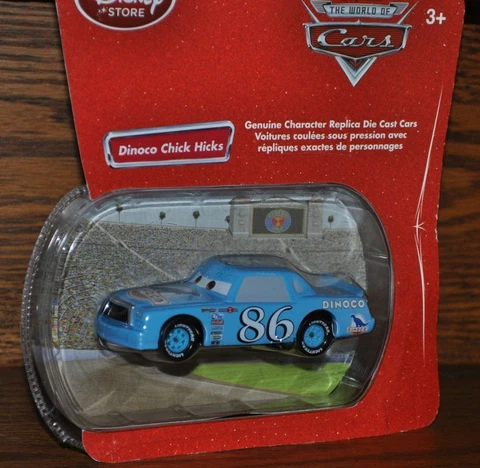 Disney
STORE
THE WORLD OF
Cars
3+
Genuine Character Replica Die Cast Cars
Voitures coulées sous pression avec
répliques exactes de personnages
Dinoco Chick Hicks
DINOCO
86